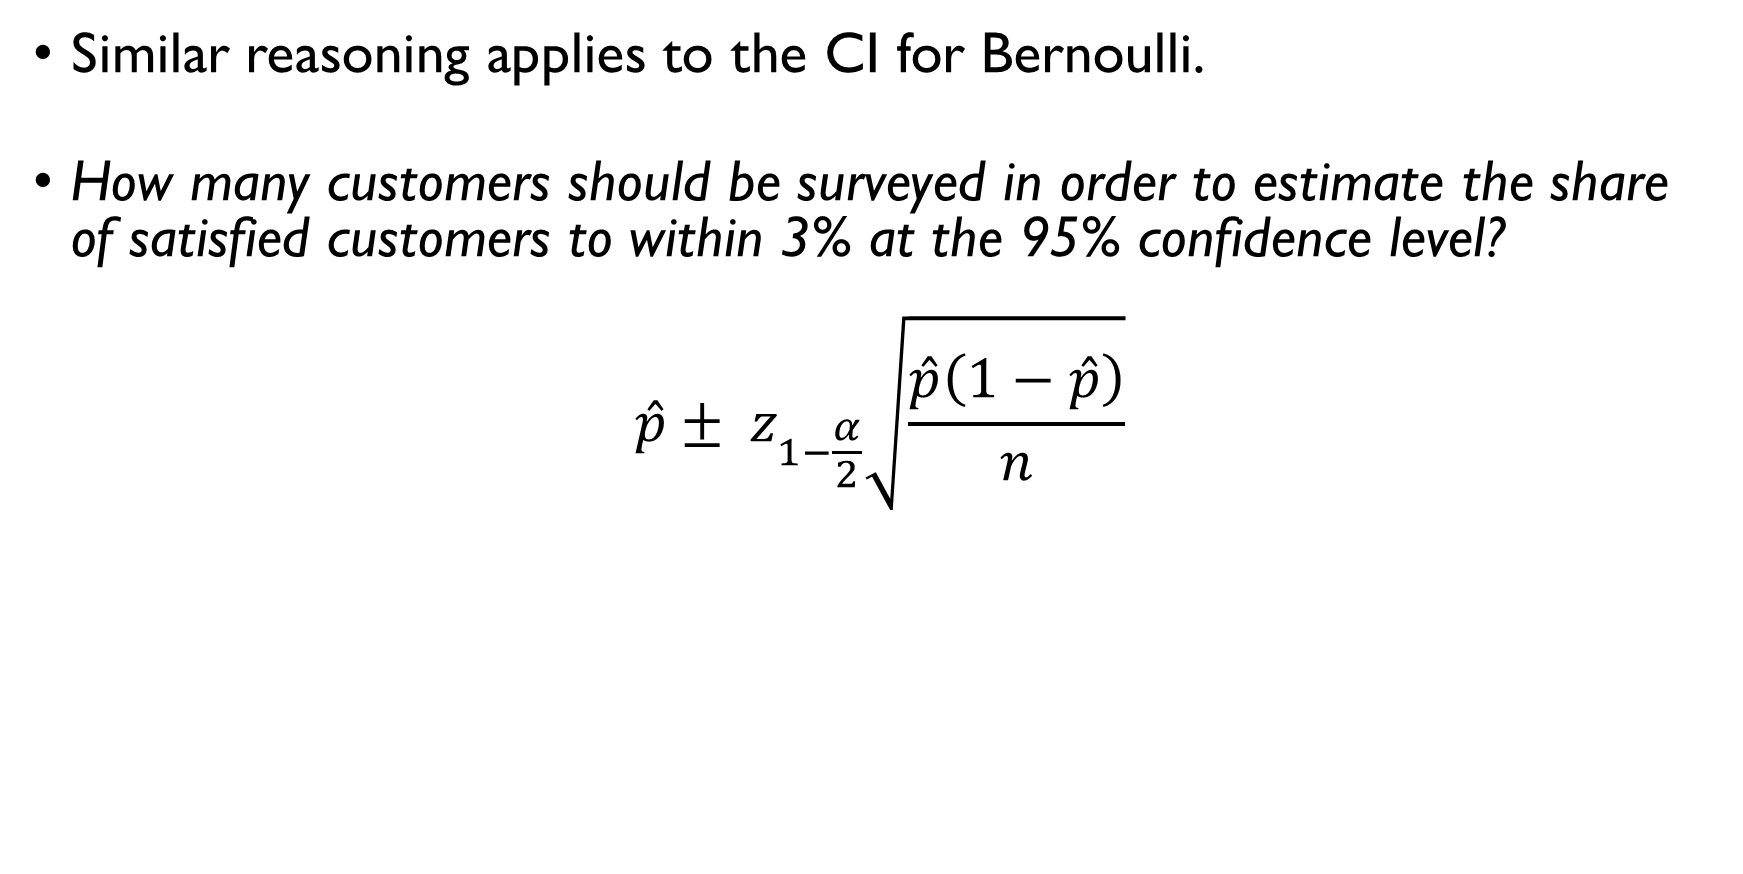 • Similar reasoning applies to the CI for Bernoulli.
• How many customers should be surveyed in order to estimate the share
of satisfied customers to within 3% at the 95% confidence level?
p̂ ± z_{1−α/2} √(p̂(1 − p̂)/n)